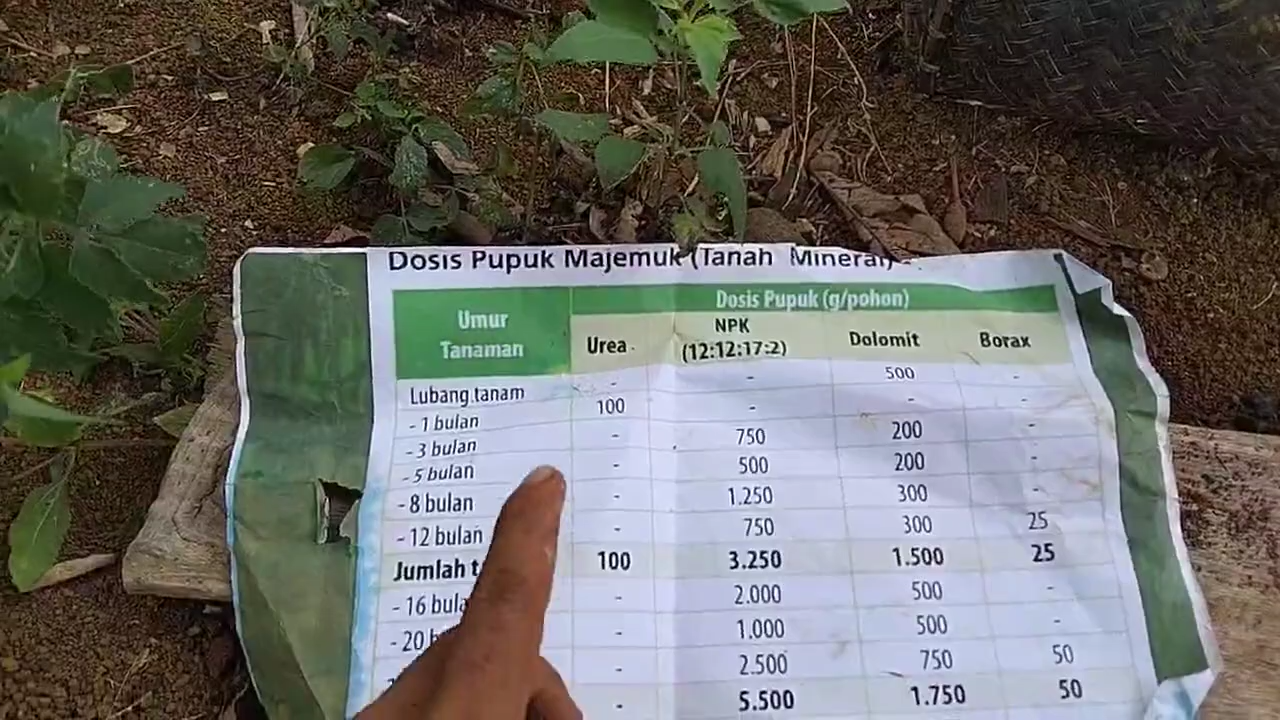 Dosis Pupuk Majemuk (Tanah Mineral)
Umur Tanaman
Dosis Pupuk (g/pohon)
Urea NPK (12:12:17:2) Dolomit Borax
Lubang tanam - - 500 -
- 1 bulan 100 - - -
- 3 bulan - 750 200 -
- 5 bulan - 500 200 -
- 8 bulan - 1.250 300 -
- 12 bulan - 750 300 25
Jumlah 100 3.250 1.500 25
- 16 - 2.000 500 -
- 20 - 1.000 500 -
- 2.500 750 50
- 5.500 1.750 50